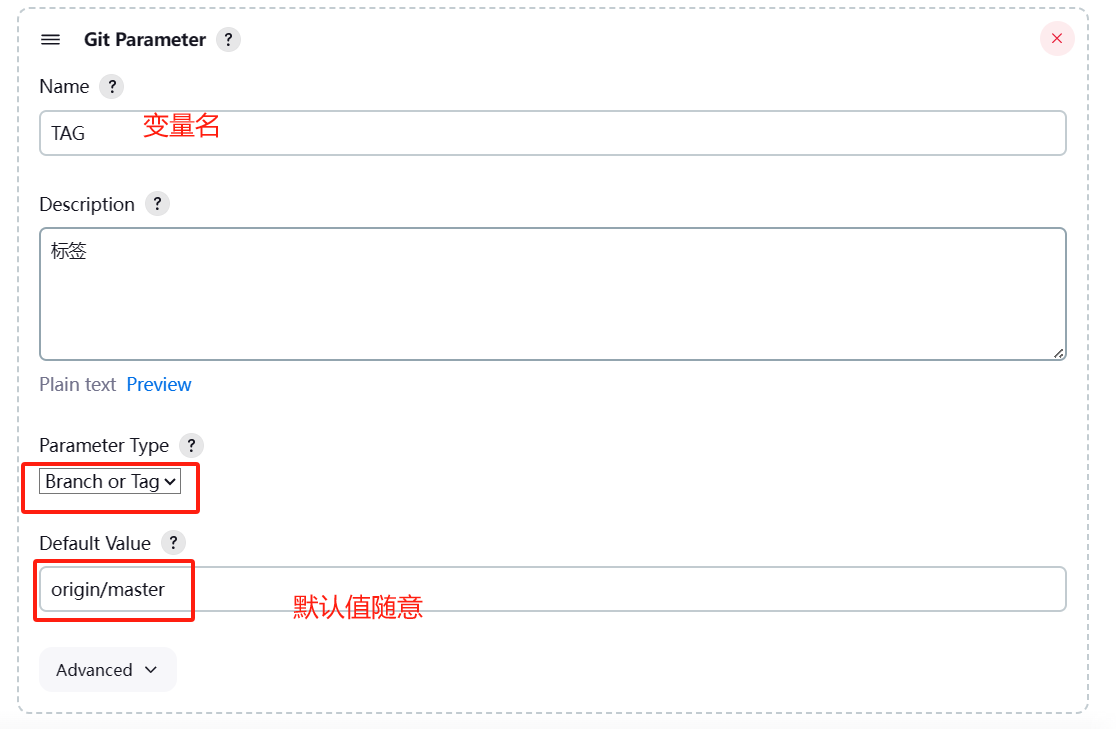 Git Parameter ?
Name ?
TAG 变量名
Description ?
标签
Plain text Preview
Parameter Type ?
Branch or Tag
Default Value ?
origin/master
默认值随意
Advanced